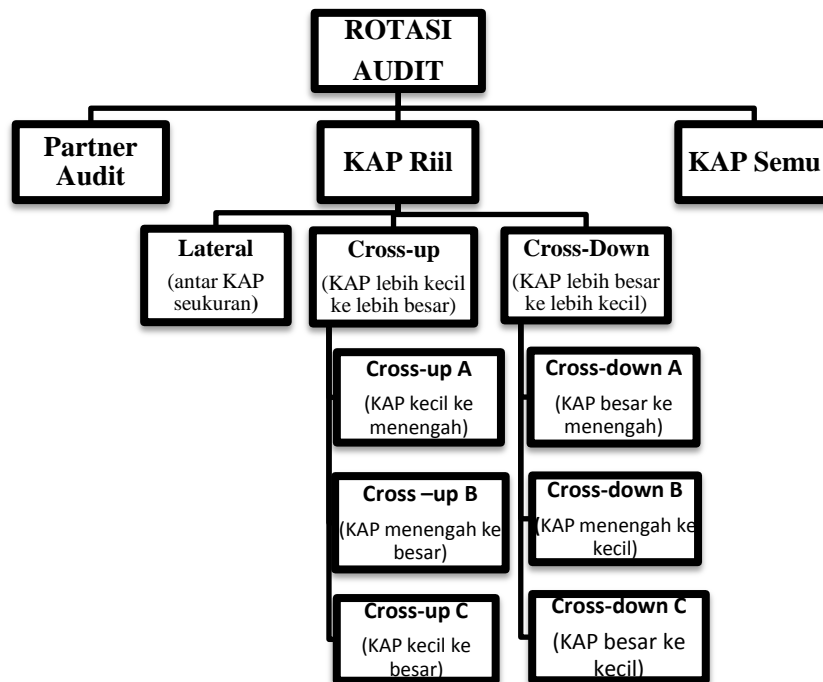 ROTASI
AUDIT
Partner
Audit
KAP Riil
KAP Semu
Lateral
(antar KAP
seukuran)
Cross-up
(KAP lebih kecil
ke lebih besar)
Cross-Down
(KAP lebih besar
ke lebih kecil)
Cross-up A
(KAP kecil ke
menengah)
Cross-down A
(KAP besar ke
menengah)
Cross –up B
(KAP menengah ke
besar)
Cross-down B
(KAP menengah ke
kecil)
Cross-up C
(KAP kecil ke
besar)
Cross-down C
(KAP besar ke
kecil)